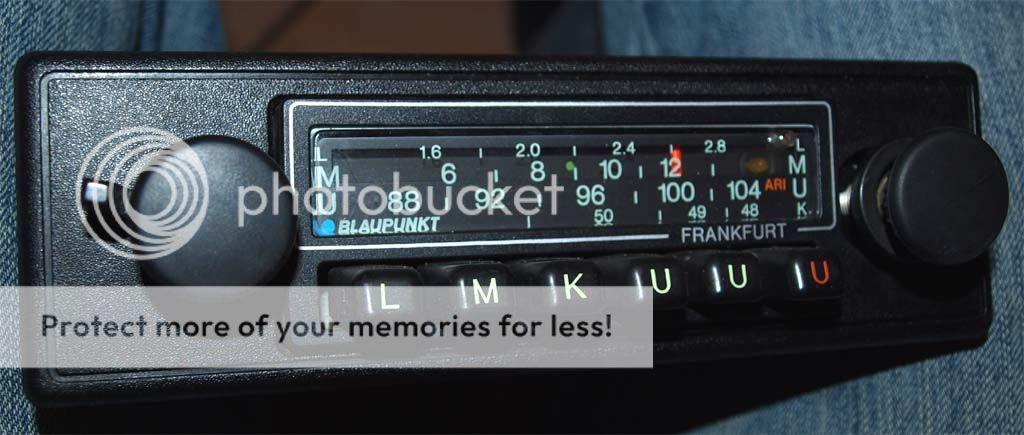 L 1.6 2.0 2.4 2.8 L
M 6 8 10 12 M
U 88 92 96 100 104 ARI U
50 49 48 K
BLAUPUNKT
FRANKFURT
L M K U U U
photobucket
Protect more of your memories for less!